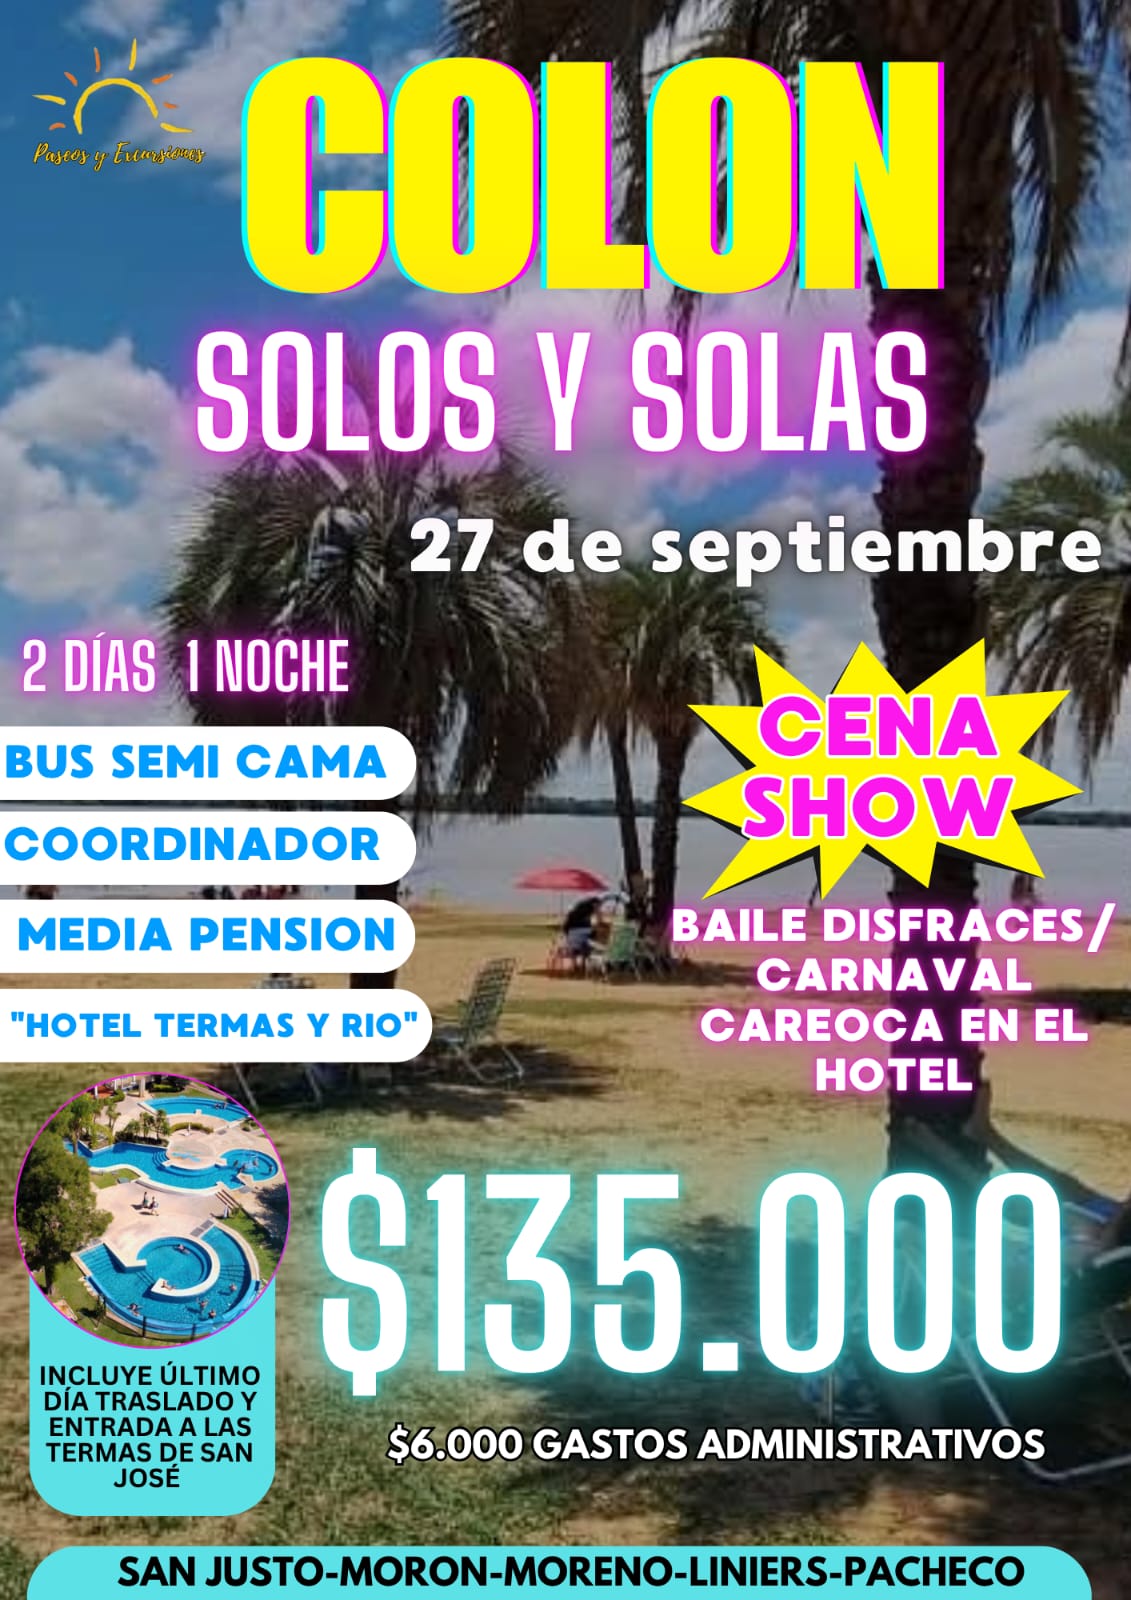 Paseos y Excursiones
COLON
SOLOS Y SOLAS
27 de septiembre
2 DÍAS 1 NOCHE
BUS SEMI CAMA
COORDINADOR
MEDIA PENSION
"HOTEL TERMAS Y RIO"
CENA
SHOW
BAILE DISFRACES/
CARNAVAL
CAREOCA EN EL
HOTEL
$135.000
$6.000 GASTOS ADMINISTRATIVOS
INCLUYE ÚLTIMO
DÍA TRASLADO Y
ENTRADA A LAS
TERMAS DE SAN
JOSÉ
SAN JUSTO-MORON-MORENO-LINIERS-PACHECO